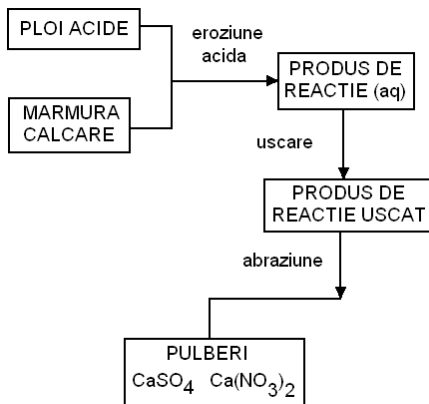 PLOI ACIDE
eroziune
acida
MARMURA
CALCARE
PRODUS DE
REACTIE (aq)
uscare
PRODUS DE
REACTIE USCAT
abraziune
PULBERI
CaSO4 Ca(NO3)2